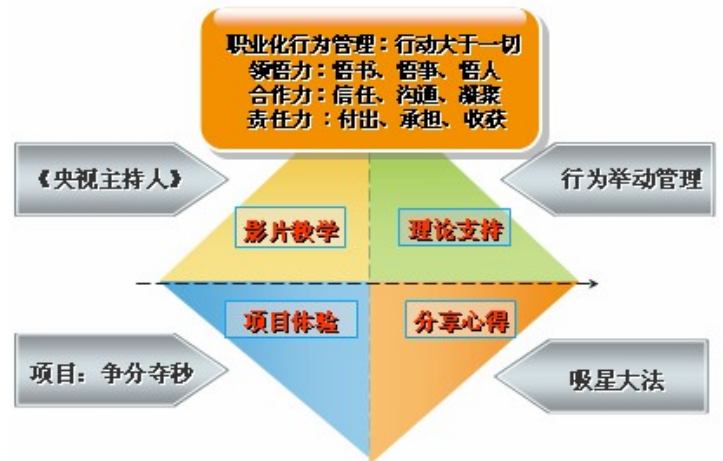 职业化行为管理：行动大于一切
领悟力：悟书、悟事、悟人
合作力：信任、沟通、凝聚
责任力：付出、承担、收获
《央视主持人》
行为举动管理
影片教学
理论支持
项目体验
分享心得
项目：争分夺秒
吸星大法